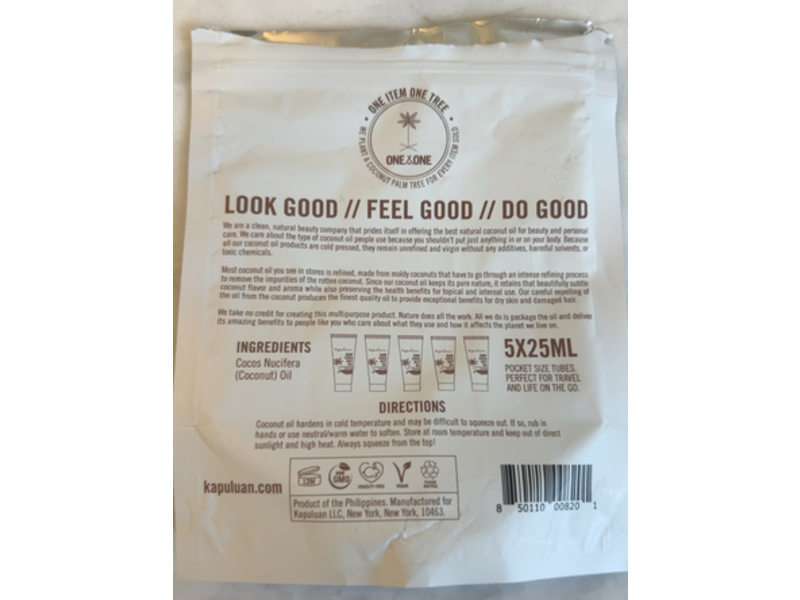 ONE ITEM ONE TREE
WE PLANT A COCONUT PALM TREE FOR EVERY ITEM SOLD
ONE&ONE
LOOK GOOD // FEEL GOOD // DO GOOD
We are a clean, natural beauty company that prides itself in offering the best natural coconut oil for beauty and personal
care. We care about the type of coconut oil people use because you shouldn't put just anything in or on your body. Because
all our coconut oil products are cold pressed, they remain unrefined and virgin without any additives, harmful solvents, or
toxic chemicals.
Most coconut oil you see in stores is refined, made from moldy coconuts that have to go through an intense refining process
to remove the impurities of the rotten coconut. Since our coconut oil keeps its pure nature, it retains that beautifully subtle
coconut flavor and aroma while also preserving the health benefits for topical and internal use. Our careful expelling of
the oil from the coconut produces the finest quality oil to provide exceptional benefits for dry skin and damaged hair.
We take no credit for creating this multipurpose product. Nature does all the work. All we do is package the oil and deliver
its amazing benefits to people like you who care about what they use and how it affects the planet we live on.
INGREDIENTS
Cocos Nucifera
(Coconut) Oil
5X25ML
POCKET SIZE TUBES.
PERFECT FOR TRAVEL
AND LIFE ON THE GO.
DIRECTIONS
Coconut oil hardens in cold temperature and may be difficult to squeeze out. If so, rub in
hands or use neutral/warm water to soften. Store at room temperature and keep out of direct
sunlight and high heat. Always squeeze from the top!
kapuluan.com
12M
NON GMO
CRUELTY-FREE
VEGAN
PLEASE RECYCLE
Product of the Philippines. Manufactured for
Kapuluan LLC, New York, New York, 10463.
8 50110 00820 1